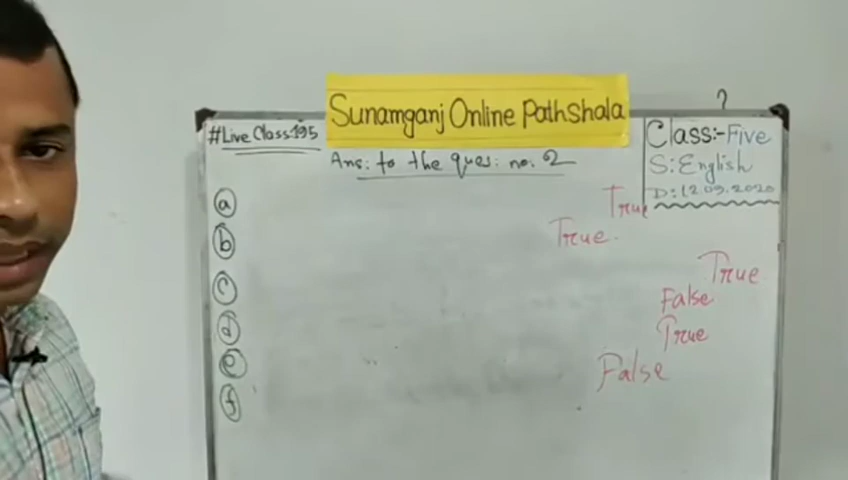 Sunamganj Online Pathshala
#Live Class 195
Class:- Five
S: English
D: 12.09.2020
Ans: to the ques: no. 2
a True
b True.
c True
d False
e True
f False